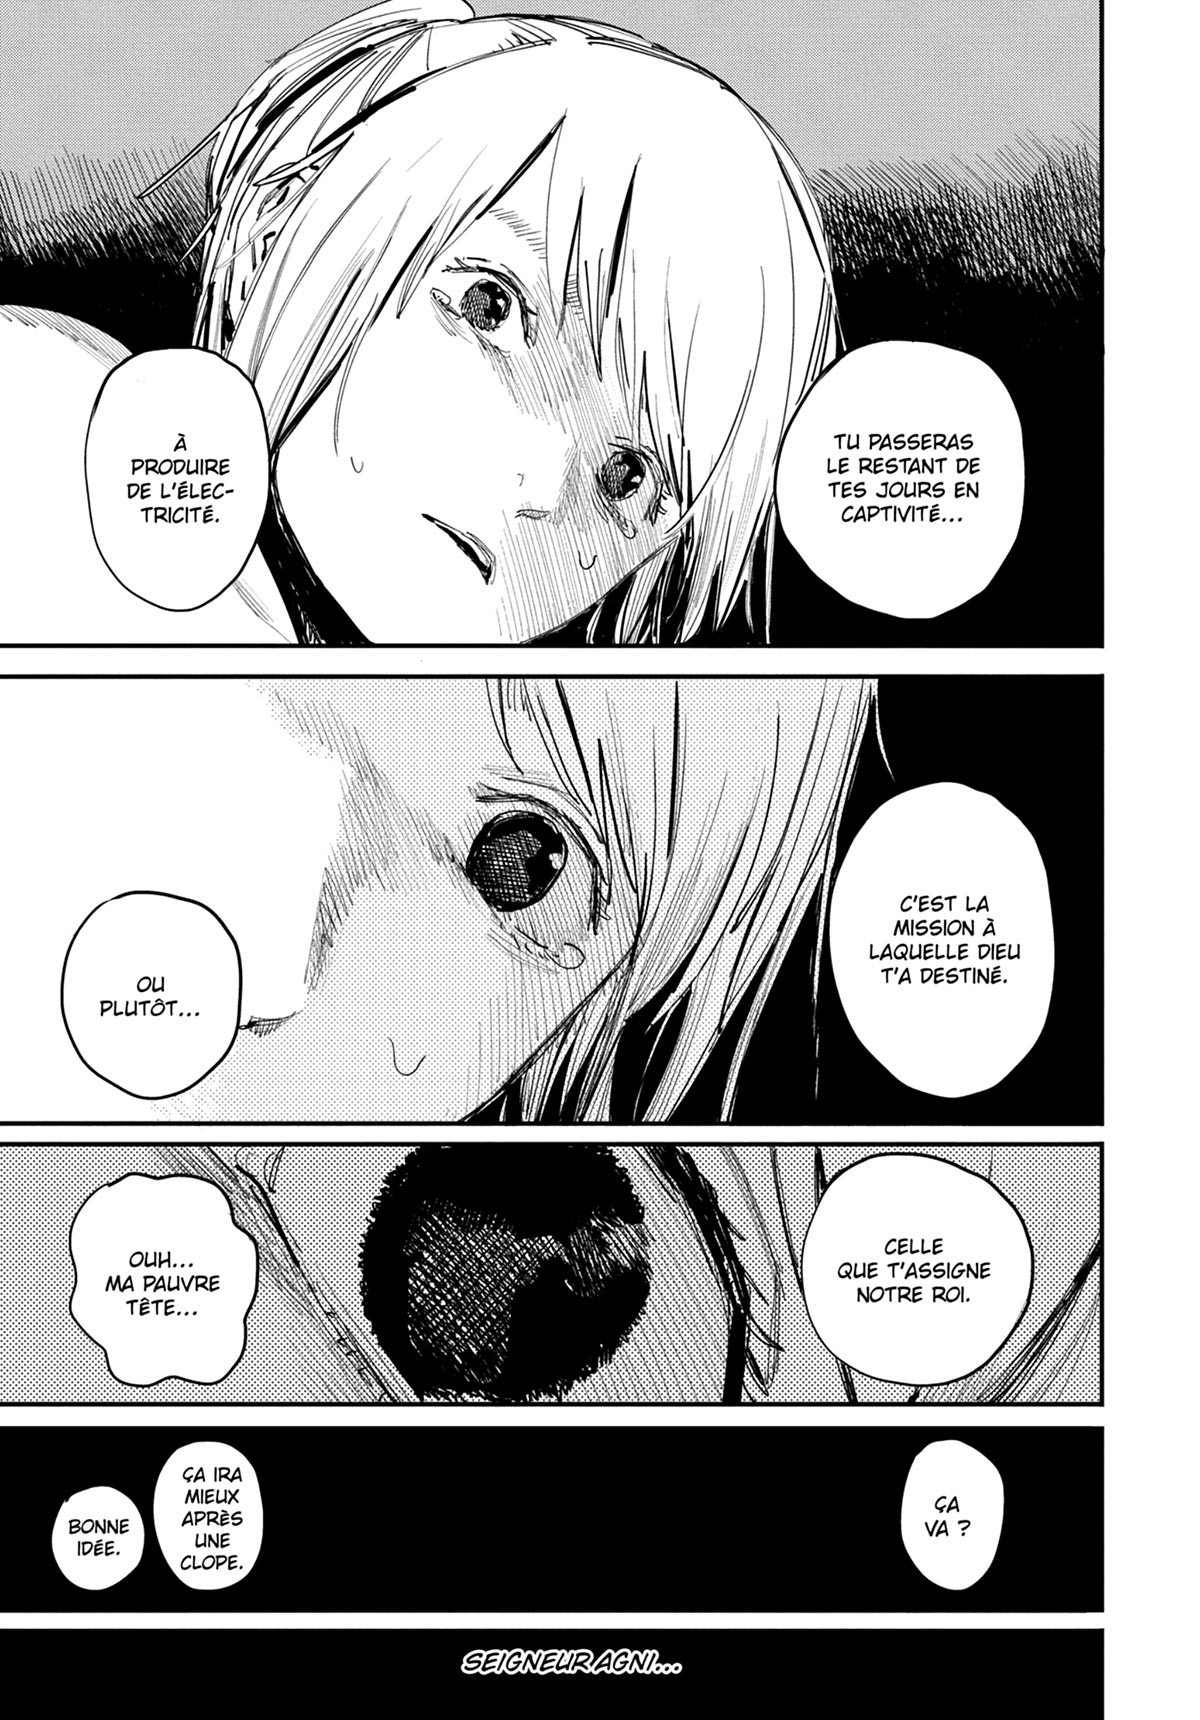 TU PASSERAS
LE RESTANT DE
TES JOURS EN
CAPTIVITÉ...
À
PRODUIRE
DE L'ÉLEC-
TRICITÉ.
C'EST LA
MISSION À
LAQUELLE DIEU
T'A DESTINÉ.
OU
PLUTÔT...
CELLE
QUE T'ASSIGNE
NOTRE ROI.
OUH...
MA PAUVRE
TÊTE...
ÇA
VA ?
ÇA IRA
MIEUX
APRÈS
UNE
CLOPE.
BONNE
IDÉE.
SEIGNEUR AGNI...